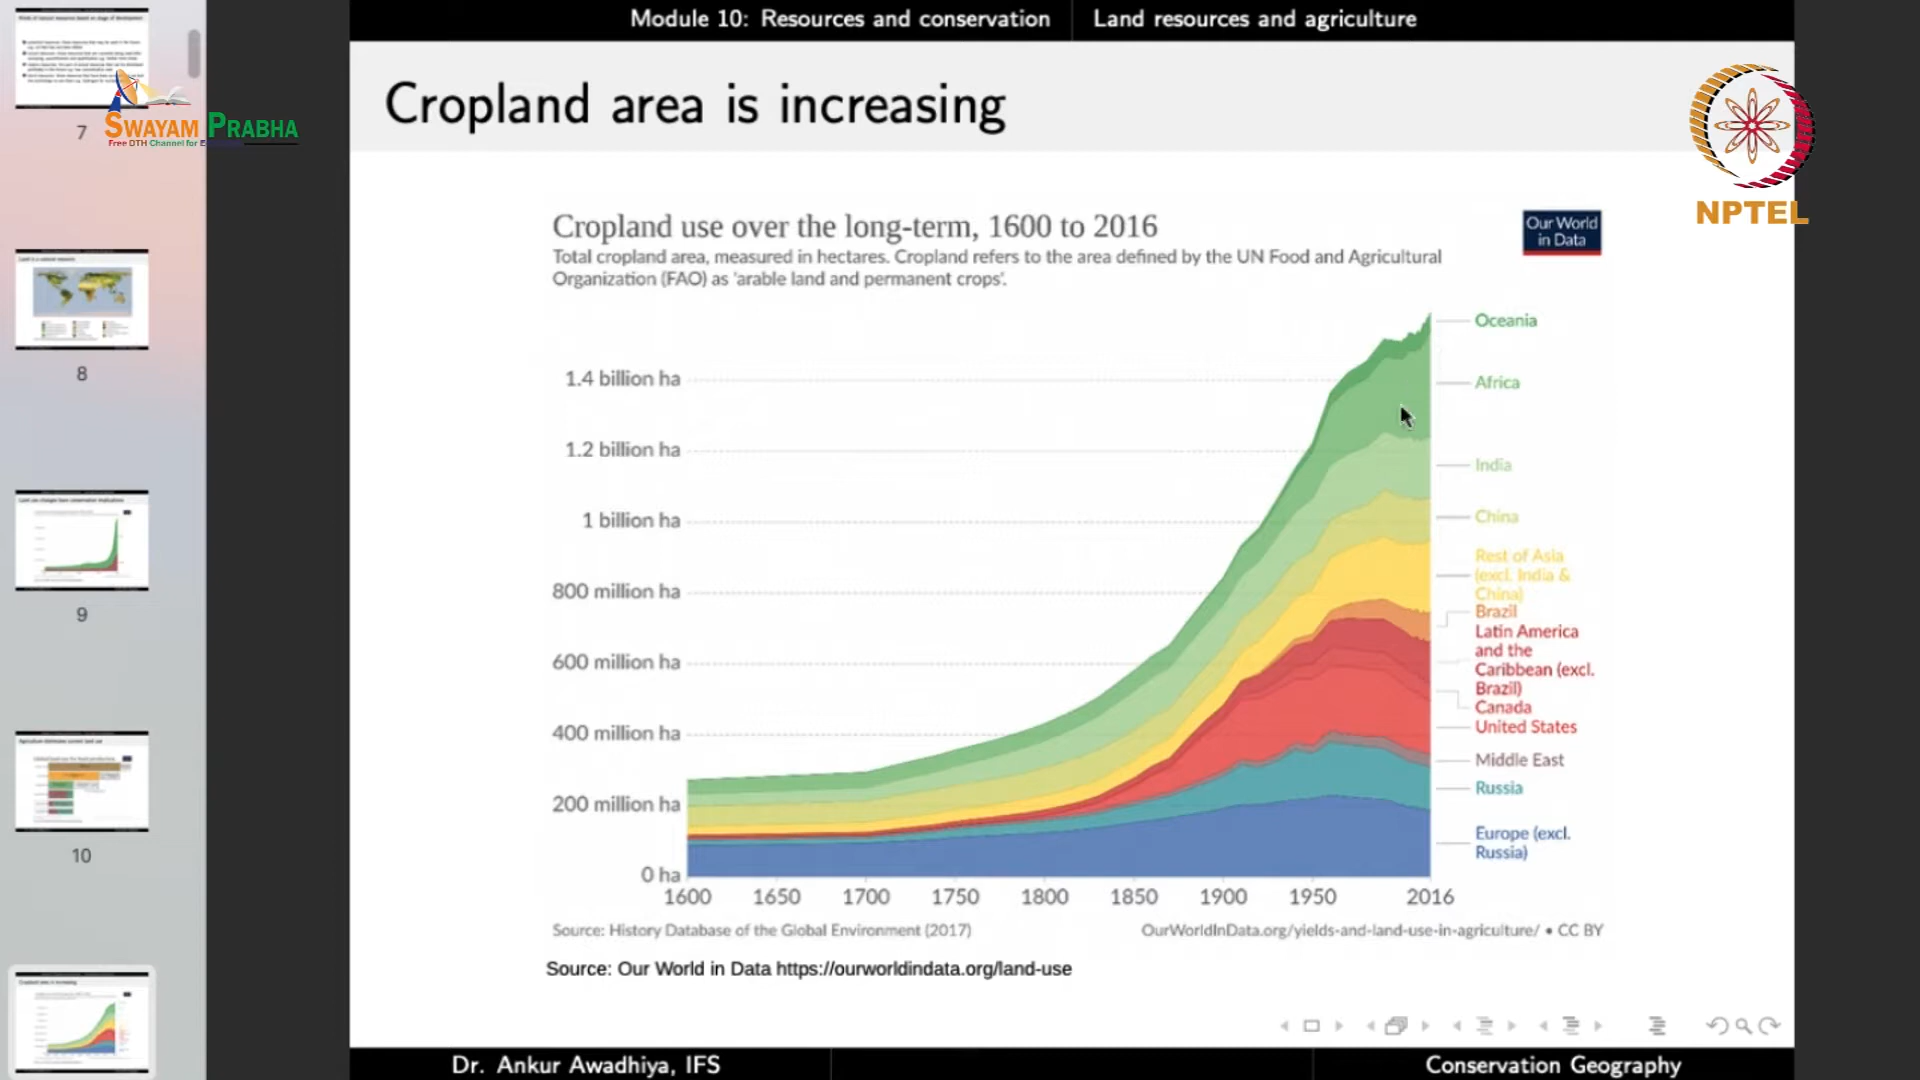 Module 10: Resources and conservation
Land resources and agriculture
Cropland area is increasing
7
SWAYAM PRABHA
Free DTH Channel for E
NPTEL
8
9
10
Cropland use over the long-term, 1600 to 2016
Our World
in Data
Total cropland area, measured in hectares. Cropland refers to the area defined by the UN Food and Agricultural
Organization (FAO) as 'arable land and permanent crops'.
Oceania
1.4 billion ha
Africa
1.2 billion ha
India
1 billion ha
China
Rest of Asia
(excl. India &
China)
800 million ha
Brazil
Latin America
and the
Caribbean (excl.
Brazil)
600 million ha
Canada
United States
400 million ha
Middle East
Russia
200 million ha
Europe (excl.
Russia)
0 ha
1600 1650 1700 1750 1800 1850 1900 1950 2016
Source: History Database of the Global Environment (2017)
OurWorldInData.org/yields-and-land-use-in-agriculture/ • CC BY
Source: Our World in Data https://ourworldindata.org/land-use
Dr. Ankur Awadhiya, IFS
Conservation Geography